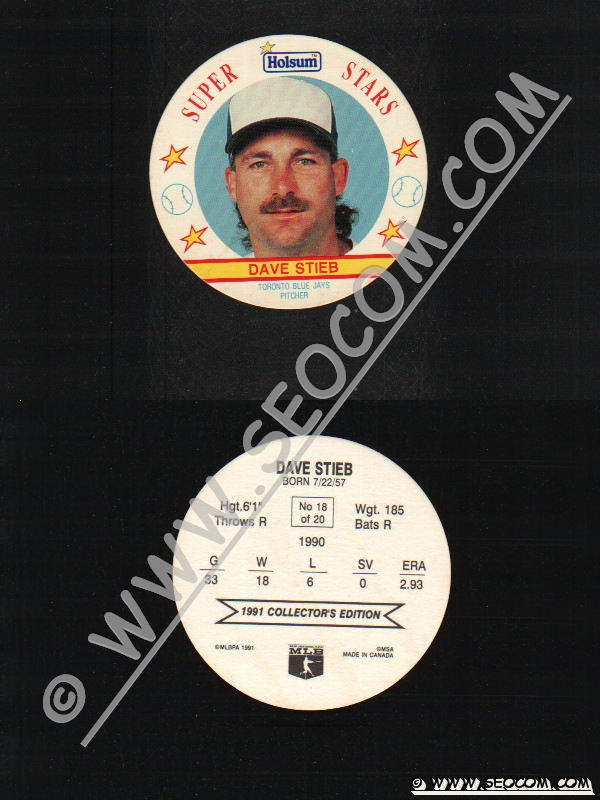 Holsum™
SUPER STARS
DAVE STIEB
TORONTO BLUE JAYS
PITCHER
DAVE STIEB
BORN 7/22/57
Hgt.6'1" No 18 Wgt. 185
Throws R of 20 Bats R
1990
G W L SV ERA
33 18 6 0 2.93
1991 COLLECTOR'S EDITION
©MLBPA 1991 MLB ©MSA
MADE IN CANADA
© WWW.SEOCOM.COM
© WWW.SEOCOM.COM